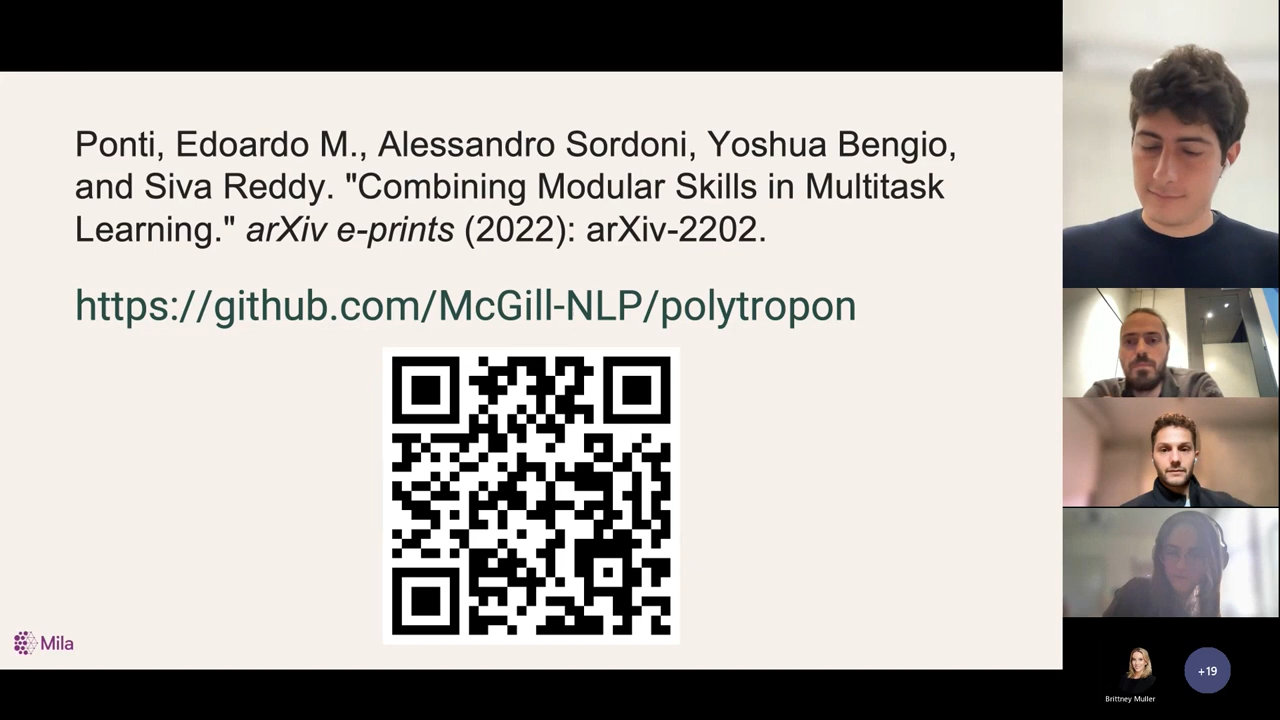 Ponti, Edoardo M., Alessandro Sordoni, Yoshua Bengio,
and Siva Reddy. "Combining Modular Skills in Multitask
Learning." arXiv e-prints (2022): arXiv-2202.
https://github.com/McGill-NLP/polytropon
Mila
+19
Brittney Muller